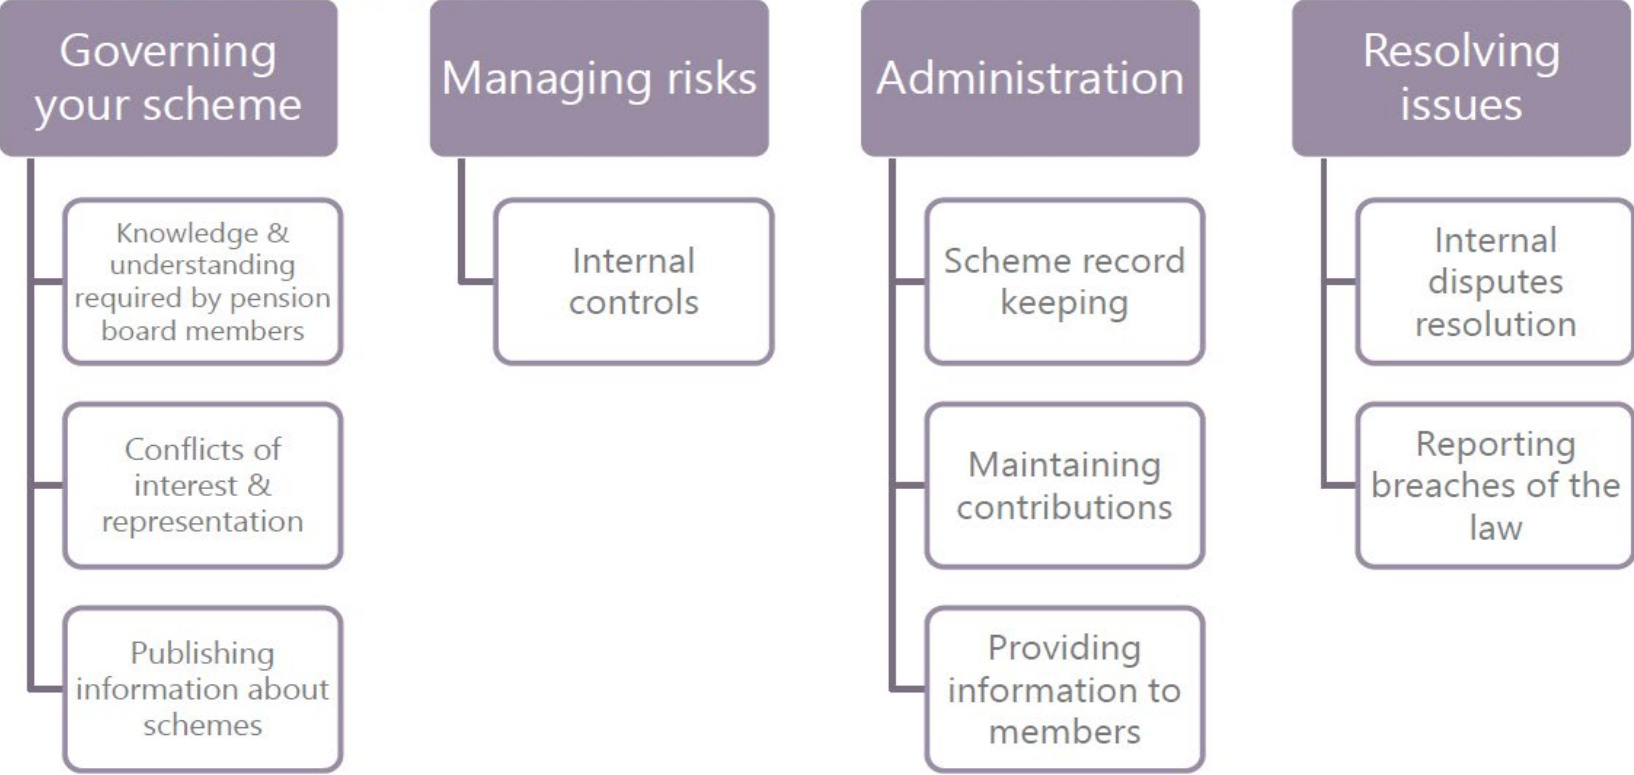 Governing
your scheme
Knowledge &
understanding
required by pension
board members
Conflicts of
interest &
representation
Publishing
information about
schemes
Managing risks
Internal
controls
Administration
Scheme record
keeping
Maintaining
contributions
Providing
information to
members
Resolving
issues
Internal
disputes
resolution
Reporting
breaches of the
law